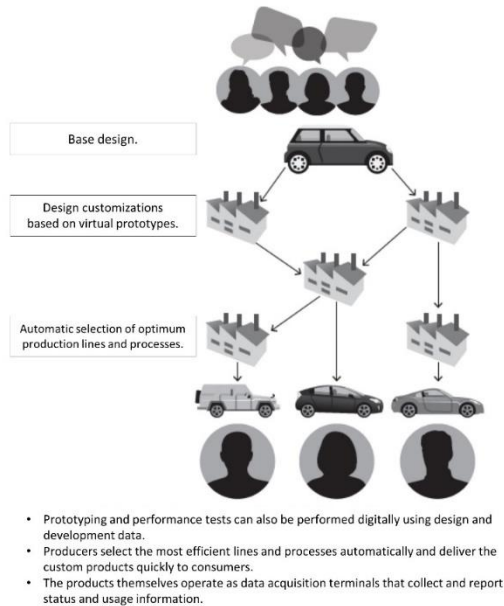 Base design.
Design customizations
based on virtual prototypes.
Automatic selection of optimum
production lines and processes.
• Prototyping and performance tests can also be performed digitally using design and
development data.
• Producers select the most efficient lines and processes automatically and deliver the
custom products quickly to consumers.
• The products themselves operate as data acquisition terminals that collect and report
status and usage information.